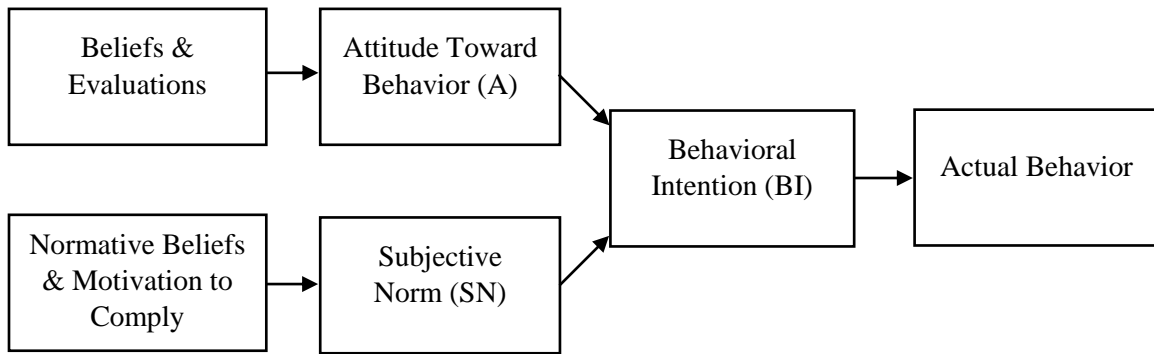 Beliefs &
Evaluations
Attitude Toward
Behavior (A)
Behavioral
Intention (BI)
Actual Behavior
Normative Beliefs
& Motivation to
Comply
Subjective
Norm (SN)